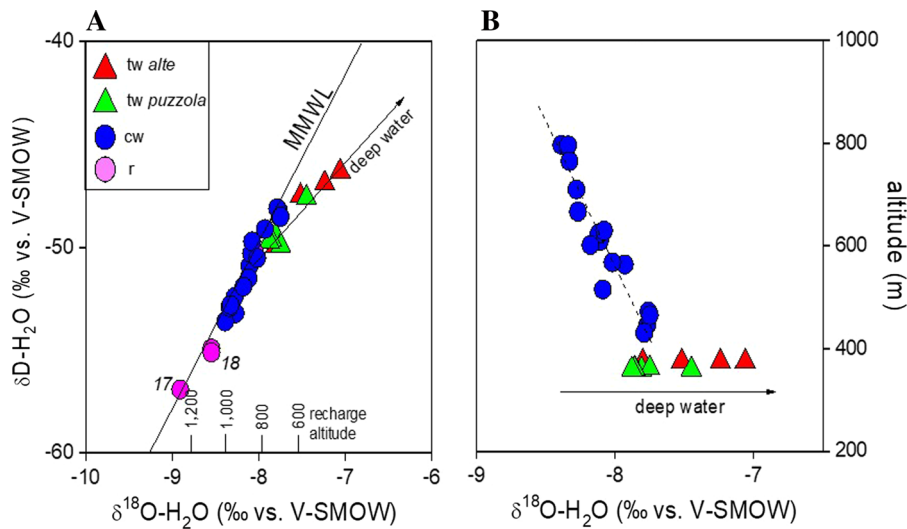 A
B
-40
-50
-60
δD-H₂O (‰ vs. V-SMOW)
tw alte
tw puzzola
cw
r
MMWL
deep water
17
18
1,200
1,000
800
600
recharge
altitude
-10
-9
-8
-7
-6
δ¹⁸O-H₂O (‰ vs. V-SMOW)
1000
800
600
400
200
altitude (m)
deep water
-9
-8
-7
δ¹⁸O-H₂O (‰ vs. V-SMOW)